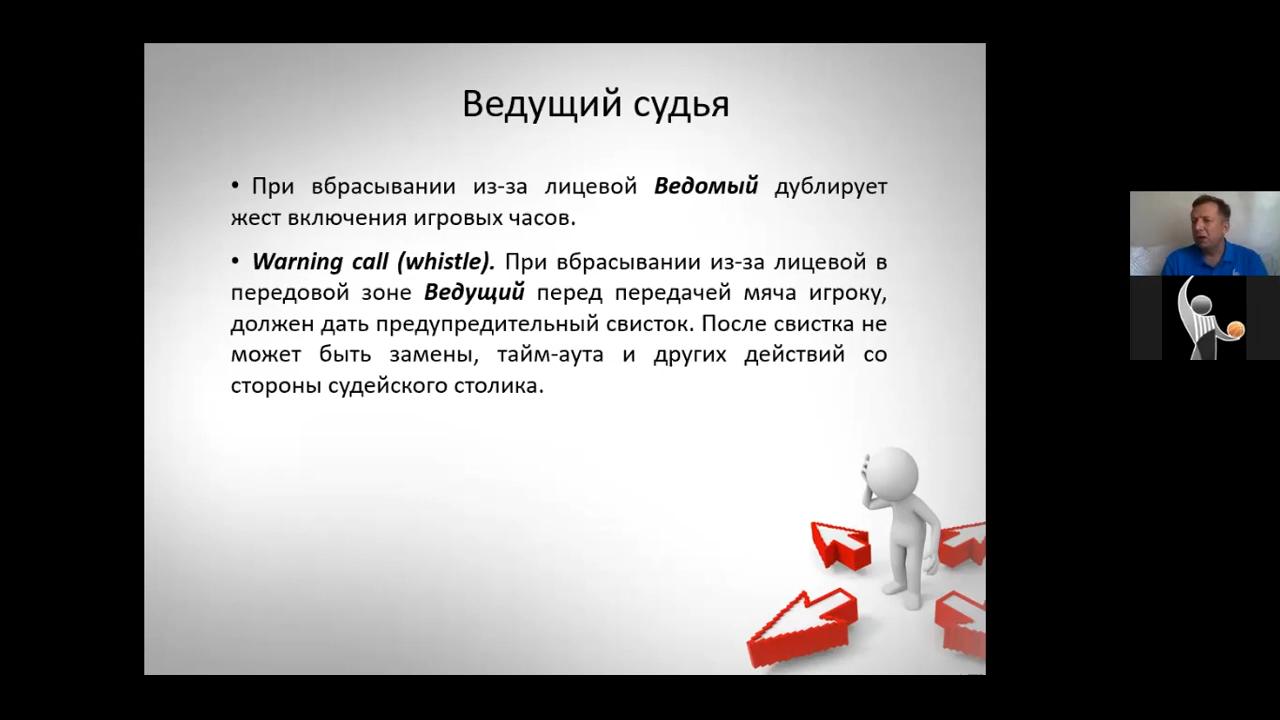 Ведущий судья
• При вбрасывании из-за лицевой Ведомый дублирует
жест включения игровых часов.
• Warning call (whistle). При вбрасывании из-за лицевой в
передовой зоне Ведущий перед передачей мяча игроку,
должен дать предупредительный свисток. После свистка не
может быть замены, тайм-аута и других действий со
стороны судейского столика.